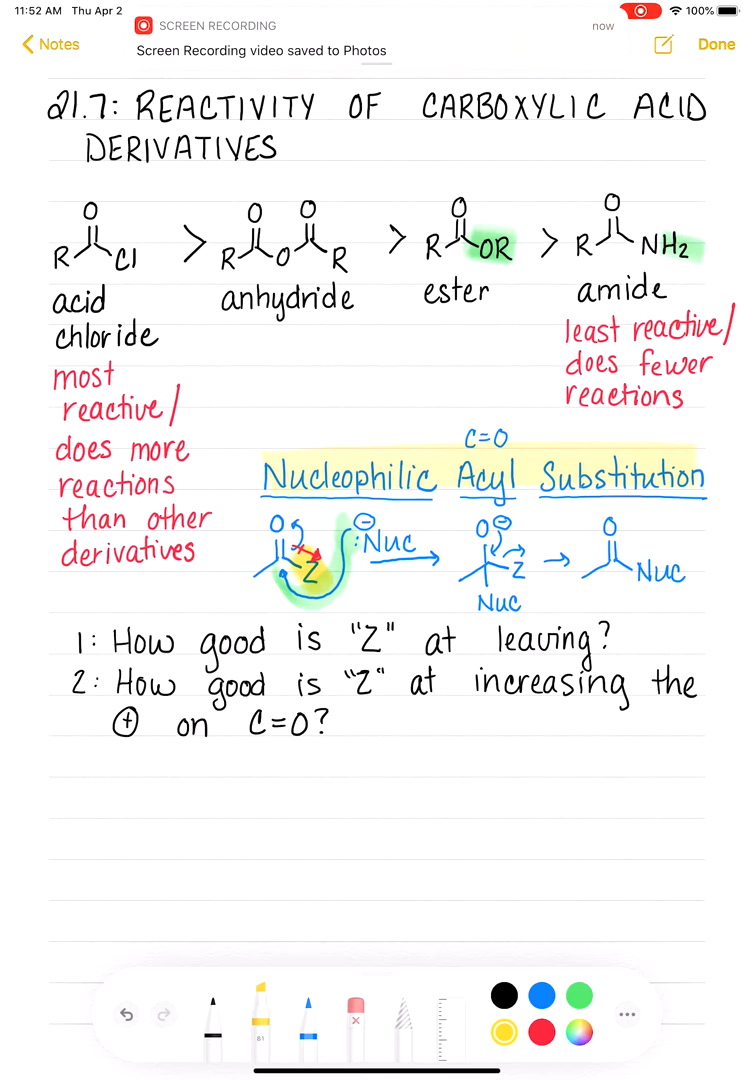 11:52 AM Thu Apr 2
100%
SCREEN RECORDING
now
Screen Recording video saved to Photos
Notes
Done
21.7: REACTIVITY OF CARBOXYLIC ACID
DERIVATIVES
O O O O O
R Cl > R O R > R OR > R NH2
acid anhydride ester amide
chloride
least reactive/
does fewer
reactions
most
reactive/
does more
reactions
than other
derivatives
C=O
Nucleophilic Acyl Substitution
O ⊖ O⊖ O
Z :Nuc → Z → Nuc
Nuc
1: How good is "Z" at leaving?
2: How good is "Z" at increasing the
⊕ on C=O?
81